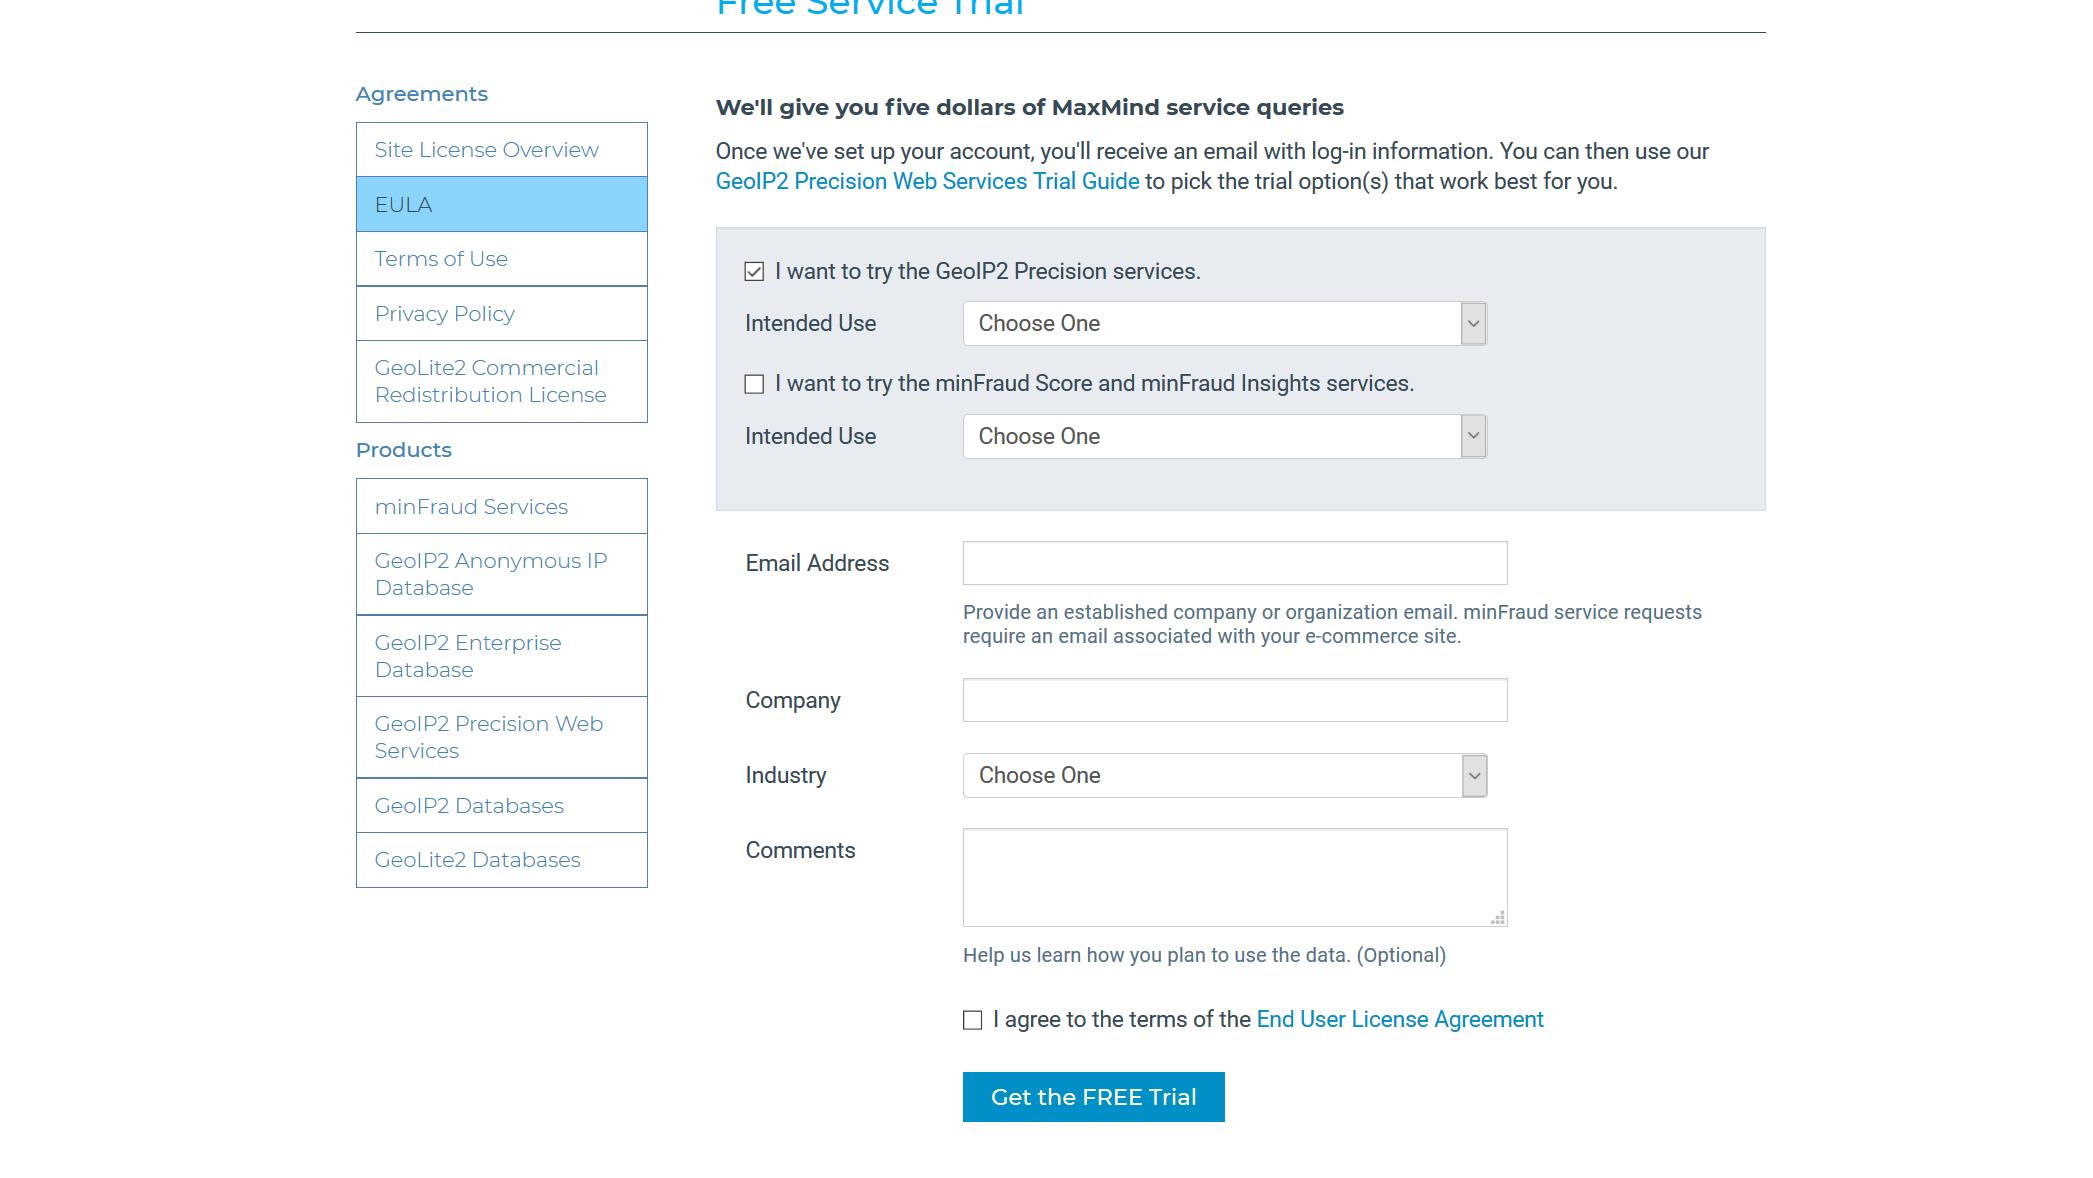 Free Service Trial
Agreements
Site License Overview
EULA
Terms of Use
Privacy Policy
GeoLite2 Commercial
Redistribution License
Products
minFraud Services
GeoIP2 Anonymous IP
Database
GeoIP2 Enterprise
Database
GeoIP2 Precision Web
Services
GeoIP2 Databases
GeoLite2 Databases
We'll give you five dollars of MaxMind service queries
Once we've set up your account, you'll receive an email with log-in information. You can then use our
GeoIP2 Precision Web Services Trial Guide to pick the trial option(s) that work best for you.
I want to try the GeoIP2 Precision services.
Intended Use Choose One
I want to try the minFraud Score and minFraud Insights services.
Intended Use Choose One
Email Address
Provide an established company or organization email. minFraud service requests
require an email associated with your e-commerce site.
Company
Industry Choose One
Comments
Help us learn how you plan to use the data. (Optional)
I agree to the terms of the End User License Agreement
Get the FREE Trial